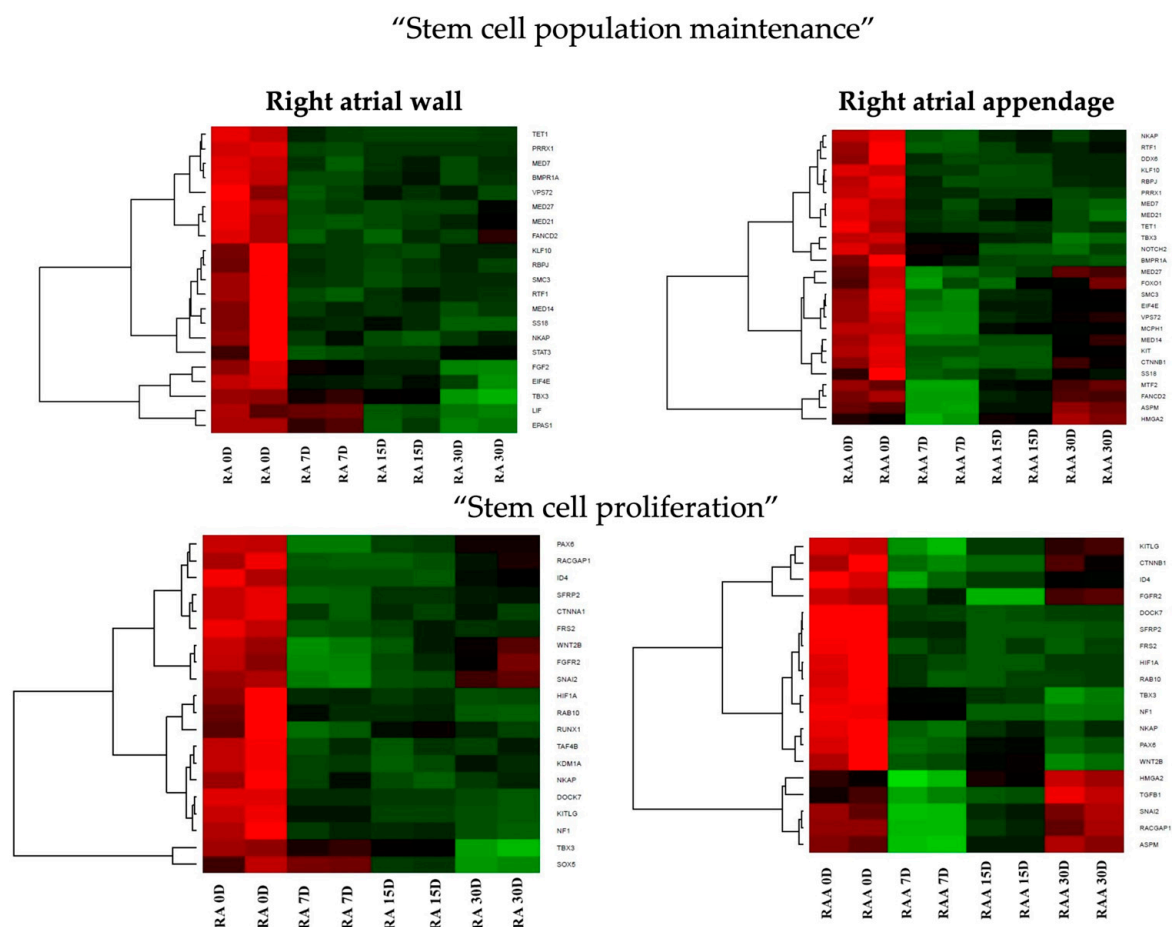 “Stem cell population maintenance”
Right atrial wall
TET1
PRRX1
MED7
BMPR1A
VPS72
MED27
MED21
FANCD2
KLF10
RBPJ
SMC3
RTF1
MED14
SS18
NKAP
STAT3
FGF2
EIF4E
TBX3
LIF
EPAS1
RA 0D
RA 0D
RA 7D
RA 7D
RA 15D
RA 15D
RA 30D
RA 30D
Right atrial appendage
NKAP
RTF1
DDX6
KLF10
RBPJ
PRRX1
MED7
MED21
TET1
TBX3
NOTCH2
BMPR1A
MED27
FOXO1
SMC3
EIF4E
VPS72
MCPH1
MED14
KIT
CTNNB1
SS18
MTF2
FANCD2
ASPM
HMGA2
RAA 0D
RAA 0D
RAA 7D
RAA 7D
RAA 15D
RAA 15D
RAA 30D
RAA 30D
“Stem cell proliferation”
PAX6
RACGAP1
ID4
SFRP2
CTNNA1
FRS2
WNT2B
FGFR2
SNAI2
HIF1A
RAB10
RUNX1
TAF4B
KDM1A
NKAP
DOCK7
KITLG
NF1
TBX3
SOX5
RA 05D
RA 0D
RA 7D
RA 7D
RA 15D
RA 15D
RA 30D
RA 30D
KITLG
CTNNB1
ID4
FGFR2
DOCK7
SFRP2
FRS2
HIF1A
RAB10
TBX3
NF1
NKAP
PAX6
WNT2B
HMGA2
TGFB1
SNAI2
RACGAP1
ASPM
RAA 0D
RAA 0D
RAA 7D
RAA 7D
RAA 15D
RAA 15D
RAA 30D
RAA 30D